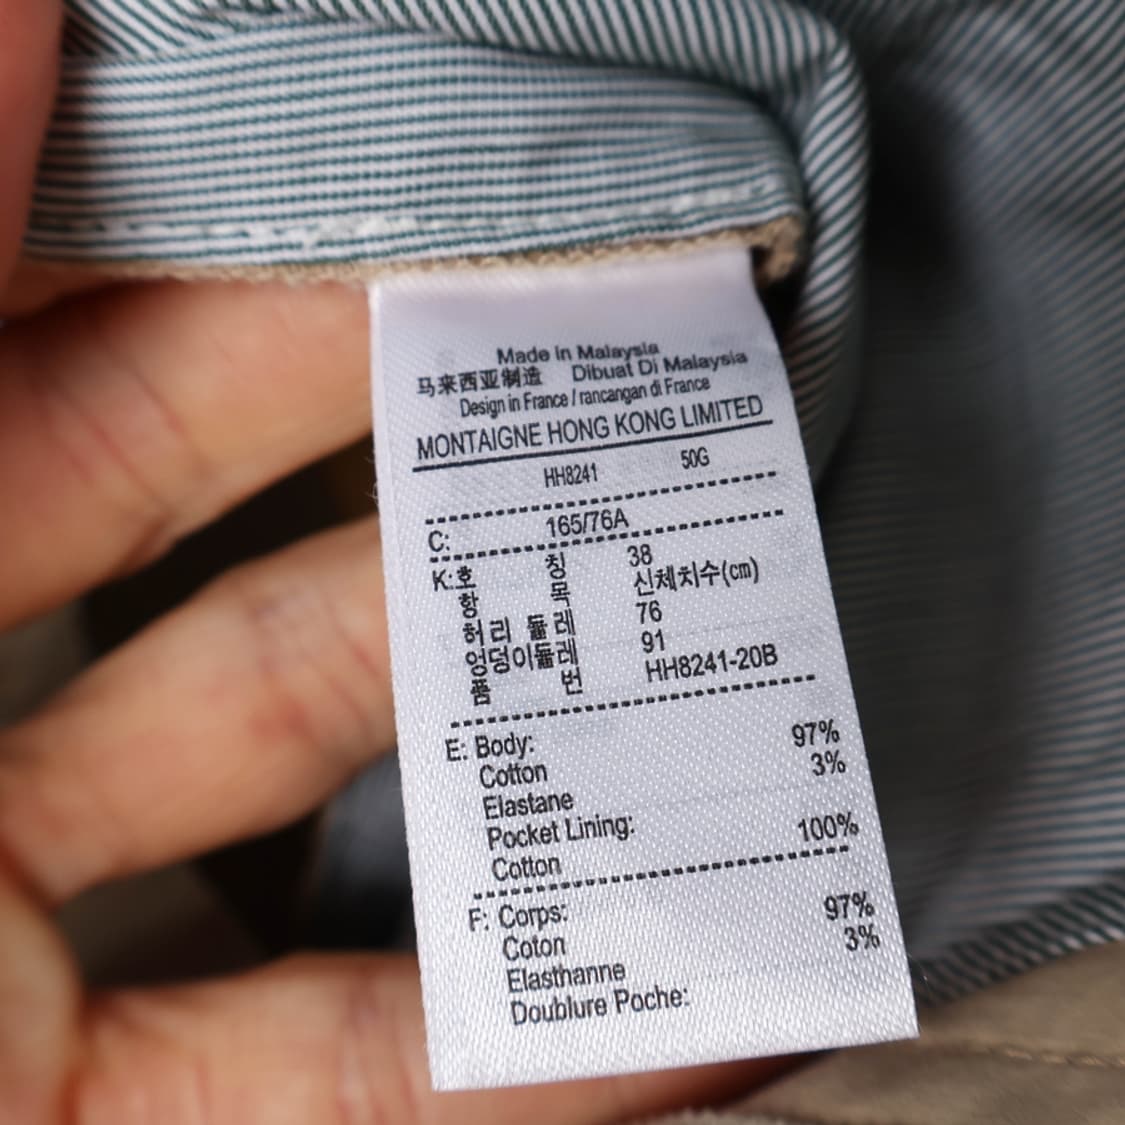 Made in Malaysia
马来西亚制造 Dibuat Di Malaysia
Design in France / rancangan di France
MONTAIGNE HONG KONG LIMITED
HH8241 50G
C: 165/76A
K:호 칭 38
항 목 신체치수(cm)
허리 둘레 76
엉덩이둘레 91
품 번 HH8241-20B
E: Body:
Cotton 97%
Elastane 3%
Pocket Lining:
Cotton 100%
F: Corps:
Coton 97%
Elasthanne 3%
Doublure Poche: